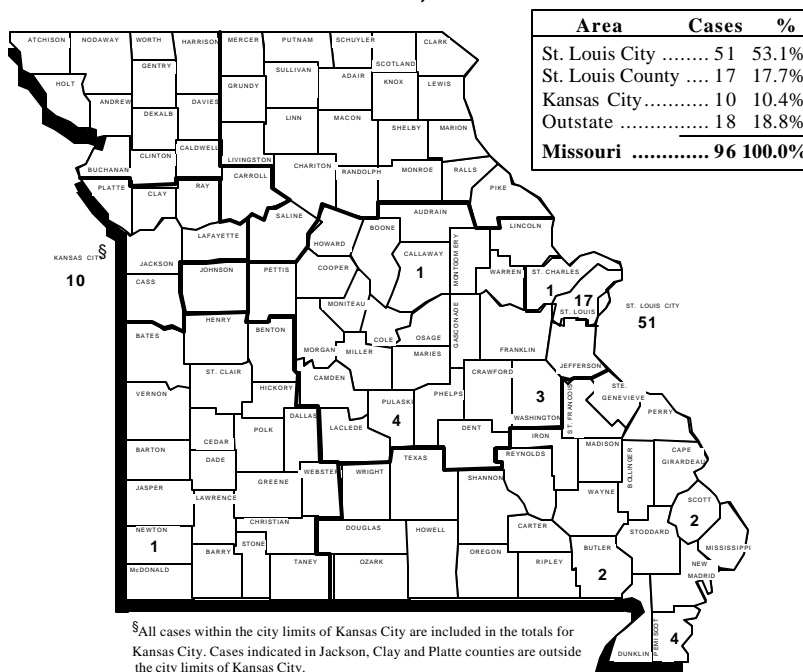 Area Cases %
St. Louis City ........ 51 53.1%
St. Louis County .... 17 17.7%
Kansas City........... 10 10.4%
Outstate ............... 18 18.8%
Missouri ............. 96 100.0%
ATCHISON NODAWAY WORTH HARRISON MERCER PUTNAM SCHUYLER CLARK
SCOTLAND
GENTRY SULLIVAN ADAIR KNOX
HOLT GRUNDY LEWIS
ANDREW DAVIES
DEKALB LINN MACON
SHELBY MARION
CLINTON CALDWELL
BUCHANAN LIVINGSTON CHARITON RANDOLPH MONROE RALLS
PLATTE CLAY RAY CARROLL PIKE
SALINE AUDRAIN
LAFAYETTE HOWARD BOONE LINCOLN
KANSAS CITY §
10
JACKSON JOHNSON PETTIS COOPER CALLAWAY MONTGOMERY WARREN ST. CHARLES
1 1 17
CASS ST. LOUIS
ST. LOUIS CITY
51
MONITEAU
HENRY BENTON COLE OSAGE GASCONADE
BATES MORGAN MILLER MARIES FRANKLIN
JEFFERSON
ST. CLAIR CAMDEN CRAWFORD
VERNON HICKORY PULASKI PHELPS WASHINGTON ST. FRANCOIS STE. GENEVIEVE
4 3
PERRY
CEDAR POLK DALLAS LACLEDE DENT IRON MADISON
BARTON REYNOLDS BOLLINGER CAPE GIRARDEAU
DADE TEXAS
JASPER GREENE WEBSTER WRIGHT SHANNON WAYNE
LAWRENCE SCOTT
2
NEWTON CHRISTIAN DOUGLAS HOWELL CARTER STODDARD
1
STONE MISSISSIPPI
BARRY TANEY OZARK OREGON RIPLEY BUTLER NEW MADRID
2
McDONALD
DUNKLIN PEMISCOT
4
§All cases within the city limits of Kansas City are included in the totals for
Kansas City. Cases indicated in Jackson, Clay and Platte counties are outside
the city limits of Kansas City.